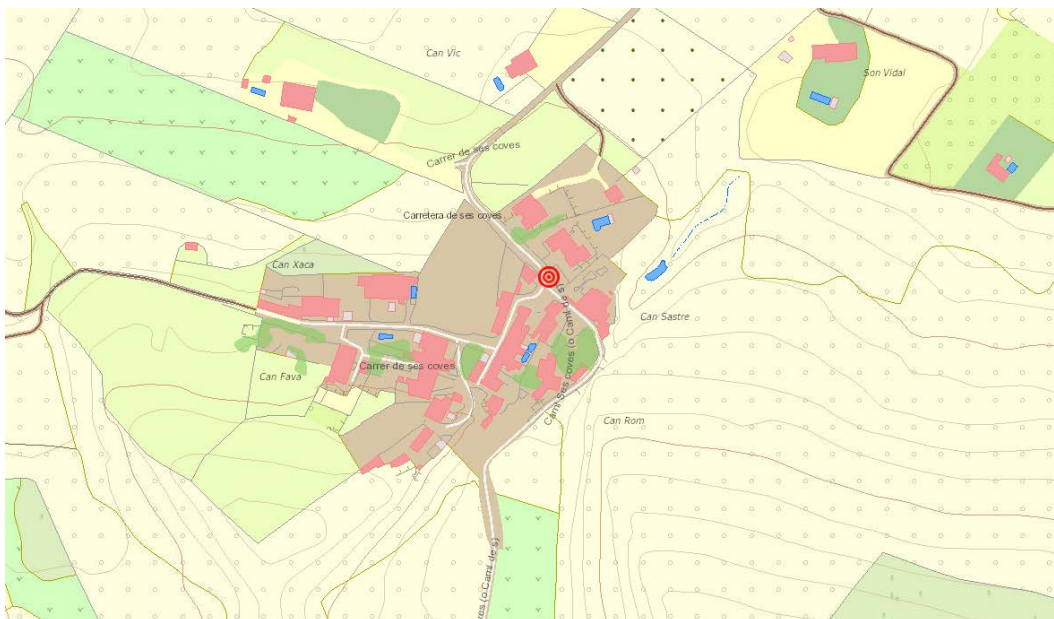 Can Vic
Son Vidal
Carrer de ses coves
Carretera de ses coves
Can Xaca
Can Sastre
Can Fava
Carrer de ses coves
Camí Ses coves (o Camí de s)
Can Rom
ves (o Camí de s)